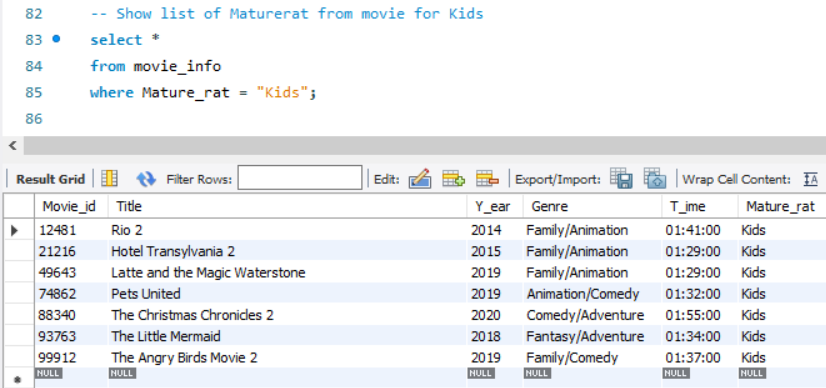 82 -- Show list of Maturerat from movie for Kids
83 select *
84 from movie_info
85 where Mature_rat = "Kids";
86
Result Grid Filter Rows: Edit: Export/Import: Wrap Cell Content: IA
Movie_id Title Y_ear Genre T_ime Mature_rat
12481 Rio 2 2014 Family/Animation 01:41:00 Kids
21216 Hotel Transylvania 2 2015 Family/Animation 01:29:00 Kids
49643 Latte and the Magic Waterstone 2019 Family/Animation 01:29:00 Kids
74862 Pets United 2019 Animation/Comedy 01:32:00 Kids
88340 The Christmas Chronicles 2 2020 Comedy/Adventure 01:55:00 Kids
93763 The Little Mermaid 2018 Fantasy/Adventure 01:34:00 Kids
99912 The Angry Birds Movie 2 2019 Family/Comedy 01:37:00 Kids
NULL NULL NULL NULL NULL NULL